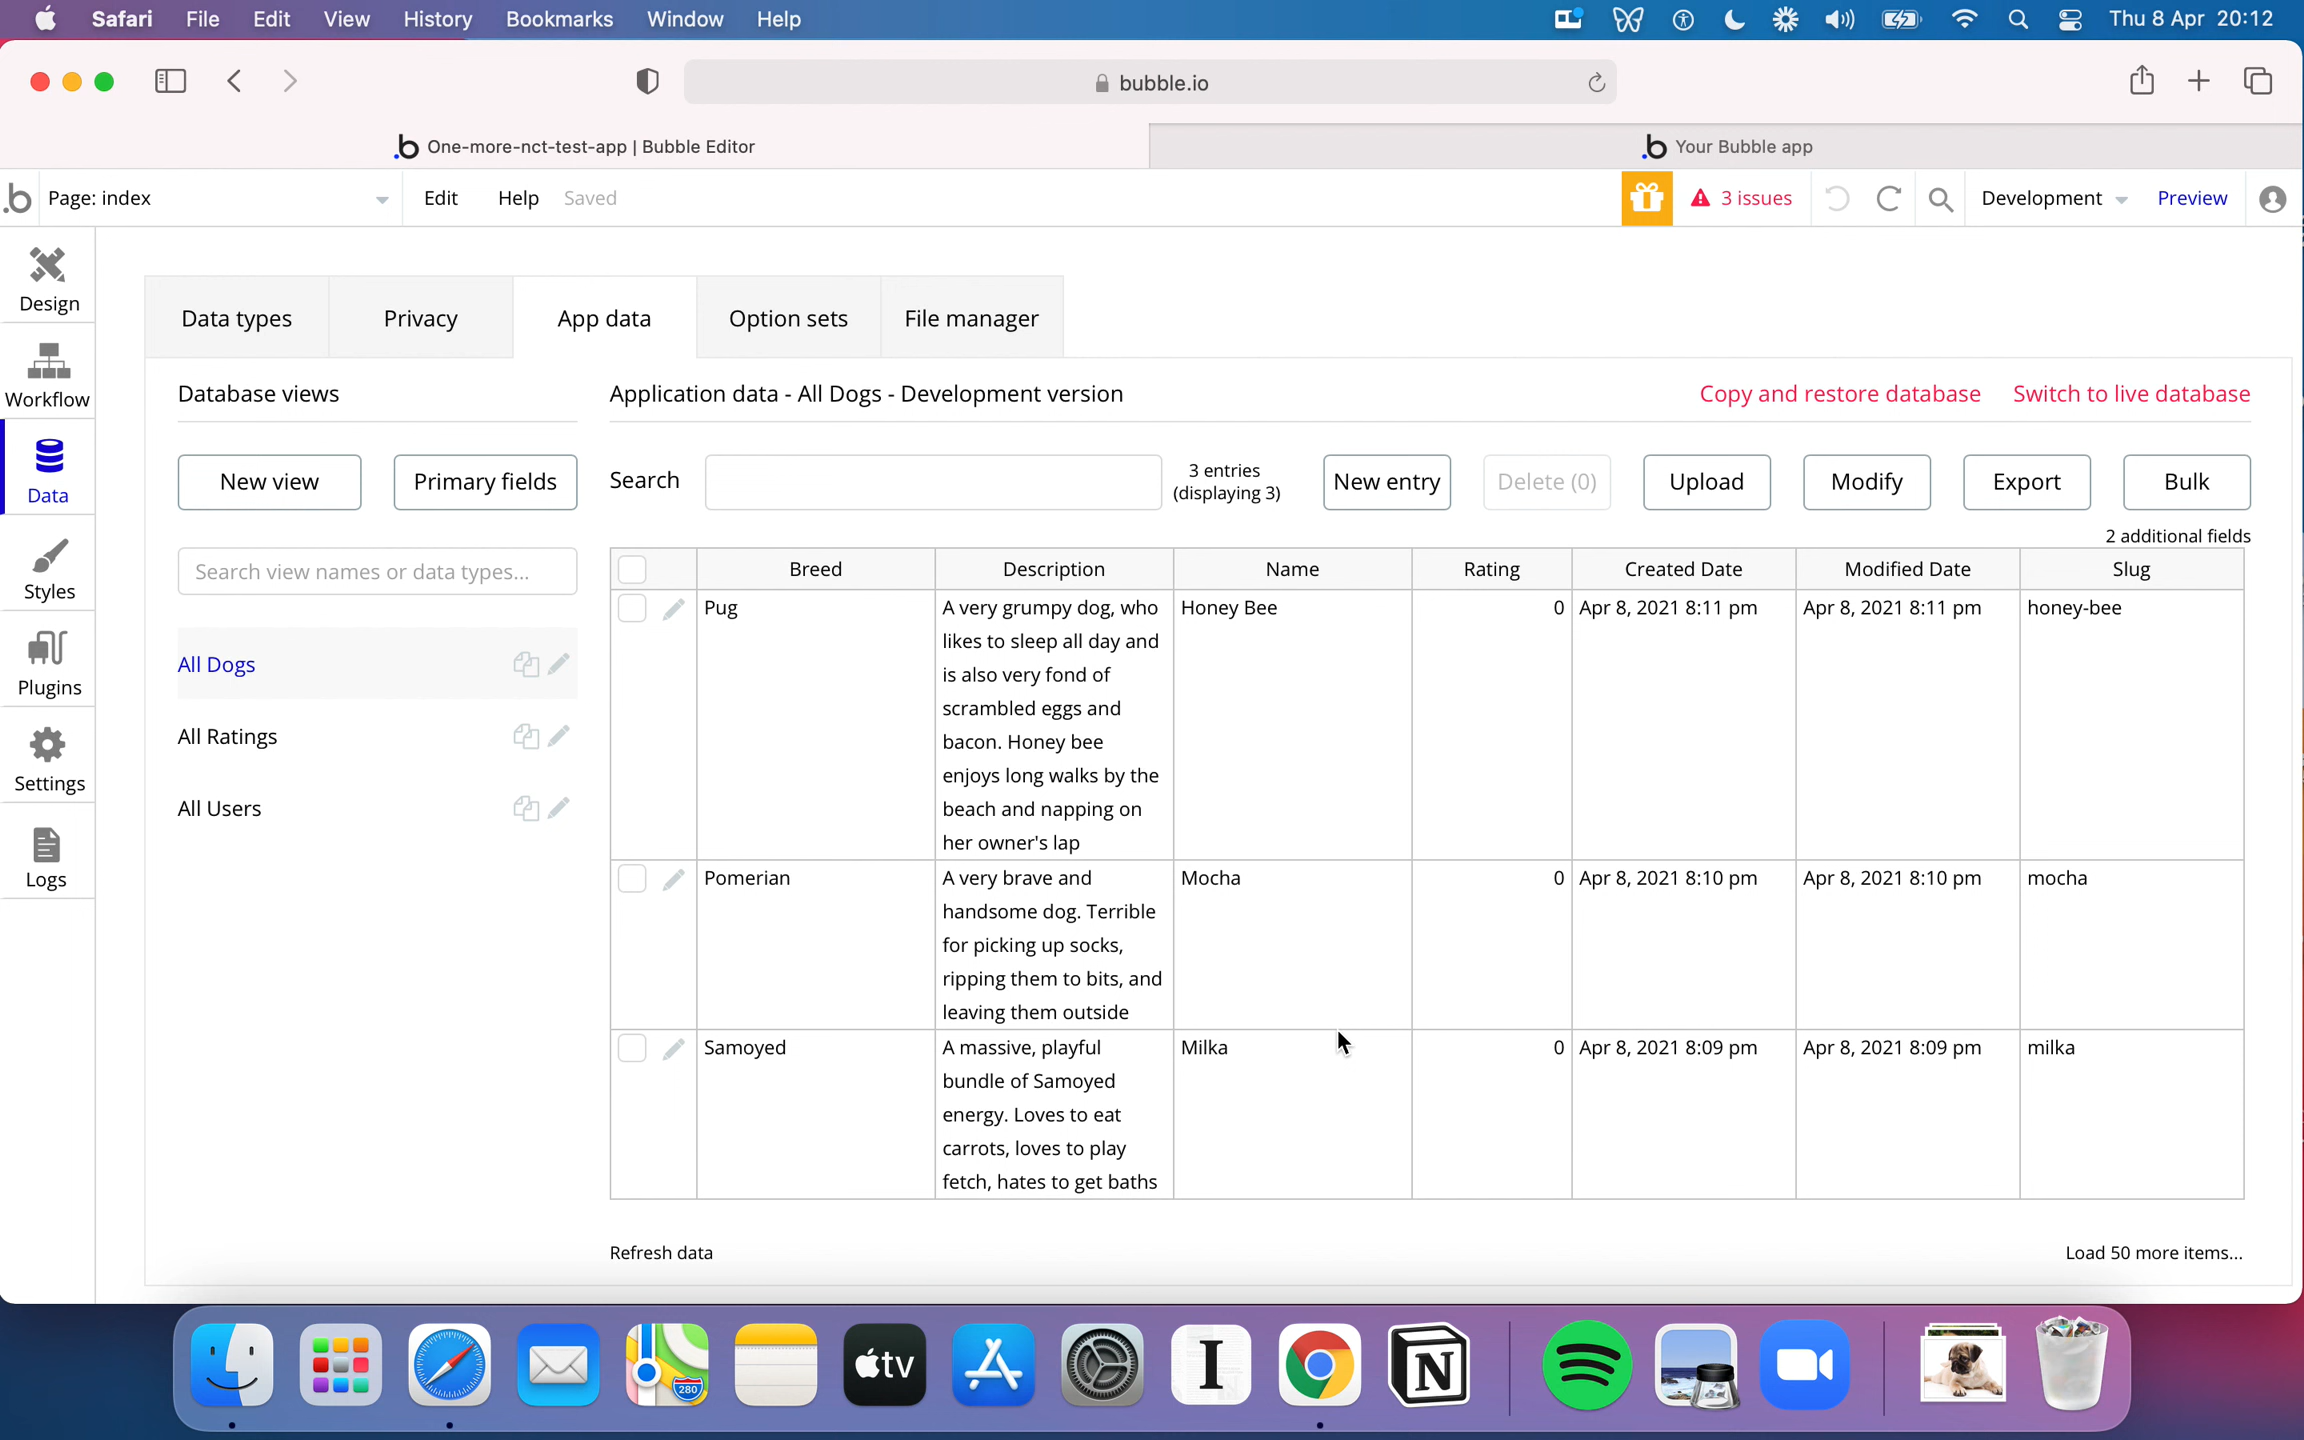 Safari File Edit View History Bookmarks Window Help Thu 8 Apr 20:12
bubble.io
.b One-more-nct-test-app | Bubble Editor
.b Your Bubble app
.b Page: index Edit Help Saved 3 issues Development Preview
Design
Workflow
Data
Styles
Plugins
Settings
Logs
Data types Privacy App data Option sets File manager
Database views
New view Primary fields
Search view names or data types...
All Dogs
All Ratings
All Users
Application data - All Dogs - Development version Copy and restore database Switch to live database
Search 3 entries
(displaying 3)
New entry Delete (0) Upload Modify Export Bulk
2 additional fields
Breed Description Name Rating Created Date Modified Date Slug
Pug A very grumpy dog, who Honey Bee 0 Apr 8, 2021 8:11 pm Apr 8, 2021 8:11 pm honey-bee
likes to sleep all day and
is also very fond of
scrambled eggs and
bacon. Honey bee
enjoys long walks by the
beach and napping on
her owner's lap
Pomerian A very brave and Mocha 0 Apr 8, 2021 8:10 pm Apr 8, 2021 8:10 pm mocha
handsome dog. Terrible
for picking up socks,
ripping them to bits, and
leaving them outside
Samoyed A massive, playful Milka 0 Apr 8, 2021 8:09 pm Apr 8, 2021 8:09 pm milka
bundle of Samoyed
energy. Loves to eat
carrots, loves to play
fetch, hates to get baths
Refresh data Load 50 more items...
280
tv
I
N